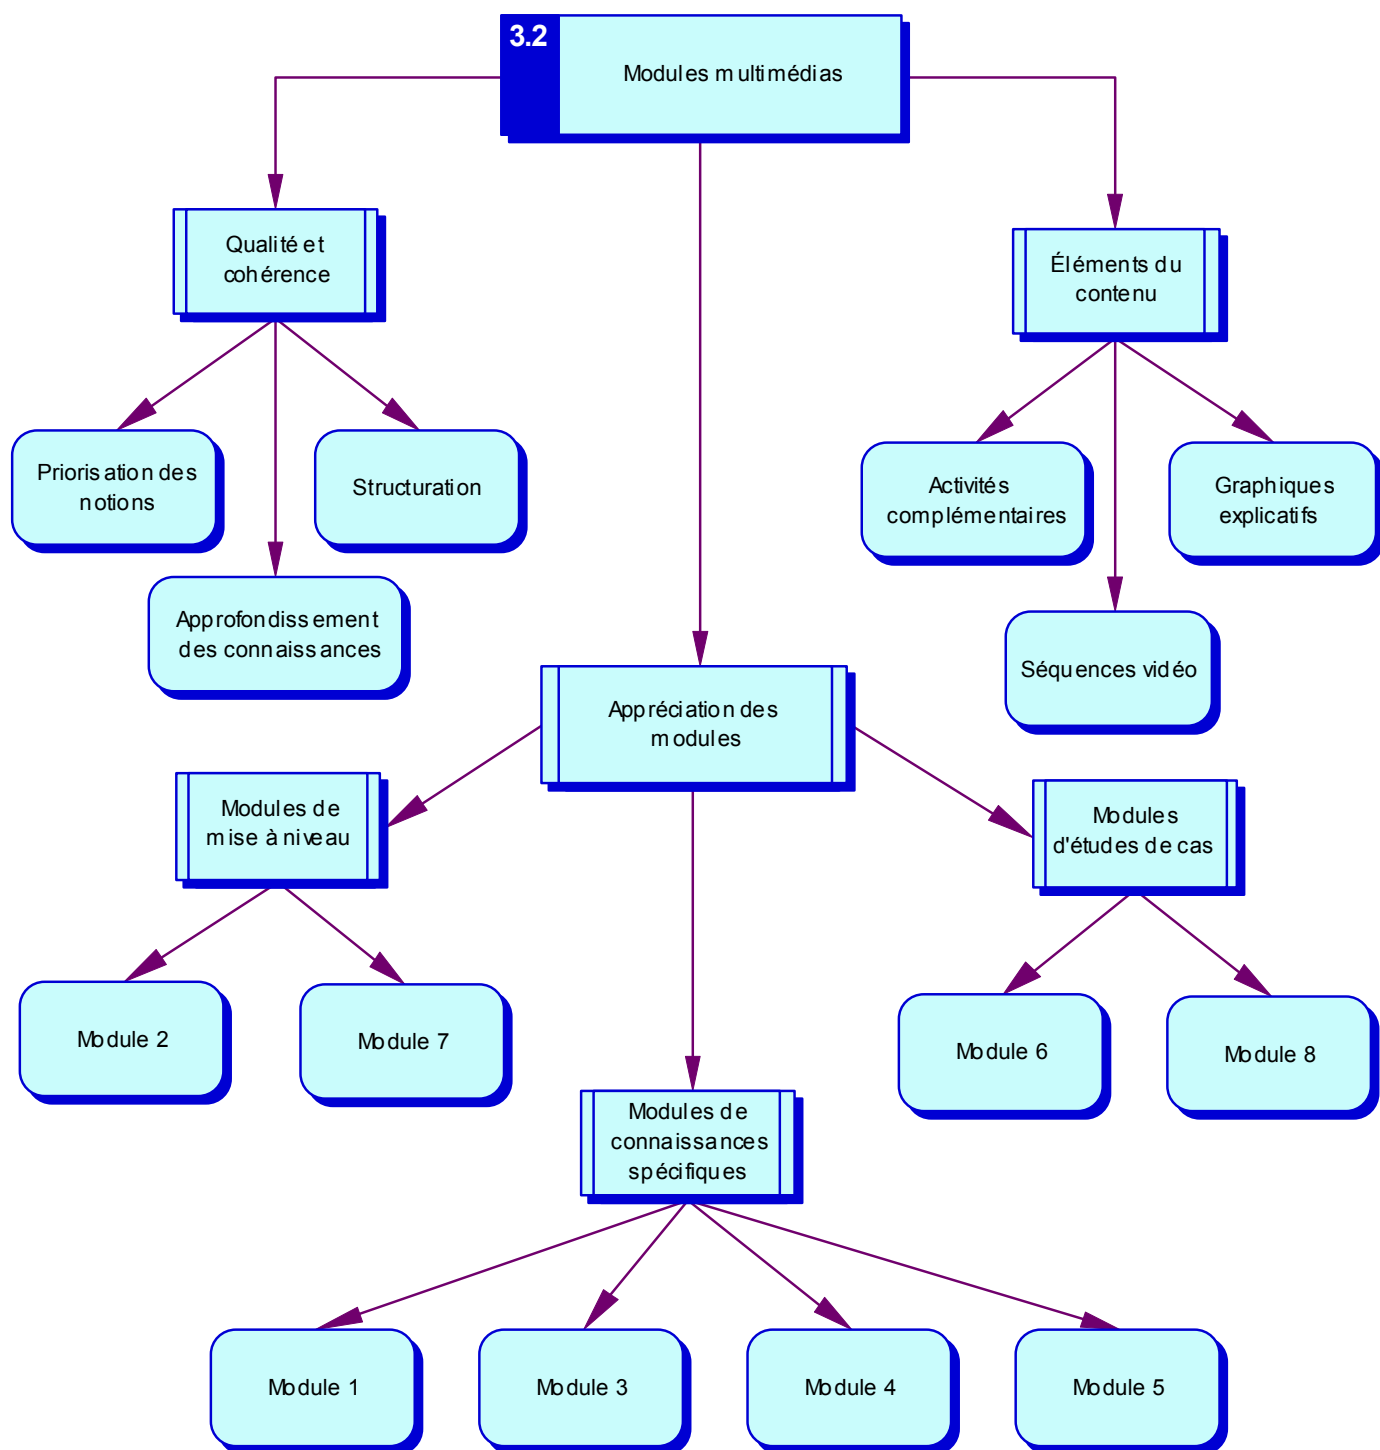 3.2
Modules multimédias
Qualité et
cohérence
Éléments du
contenu
Priorisation des
notions
Structuration
Activités
complémentaires
Graphiques
explicatifs
Approfondissement
des connaissances
Séquences vidéo
Appréciation des
modules
Modules de
mise à niveau
Modules
d'études de cas
Module 2
Module 7
Module 6
Module 8
Modules de
connaissances
spécifiques
Module 1
Module 3
Module 4
Module 5